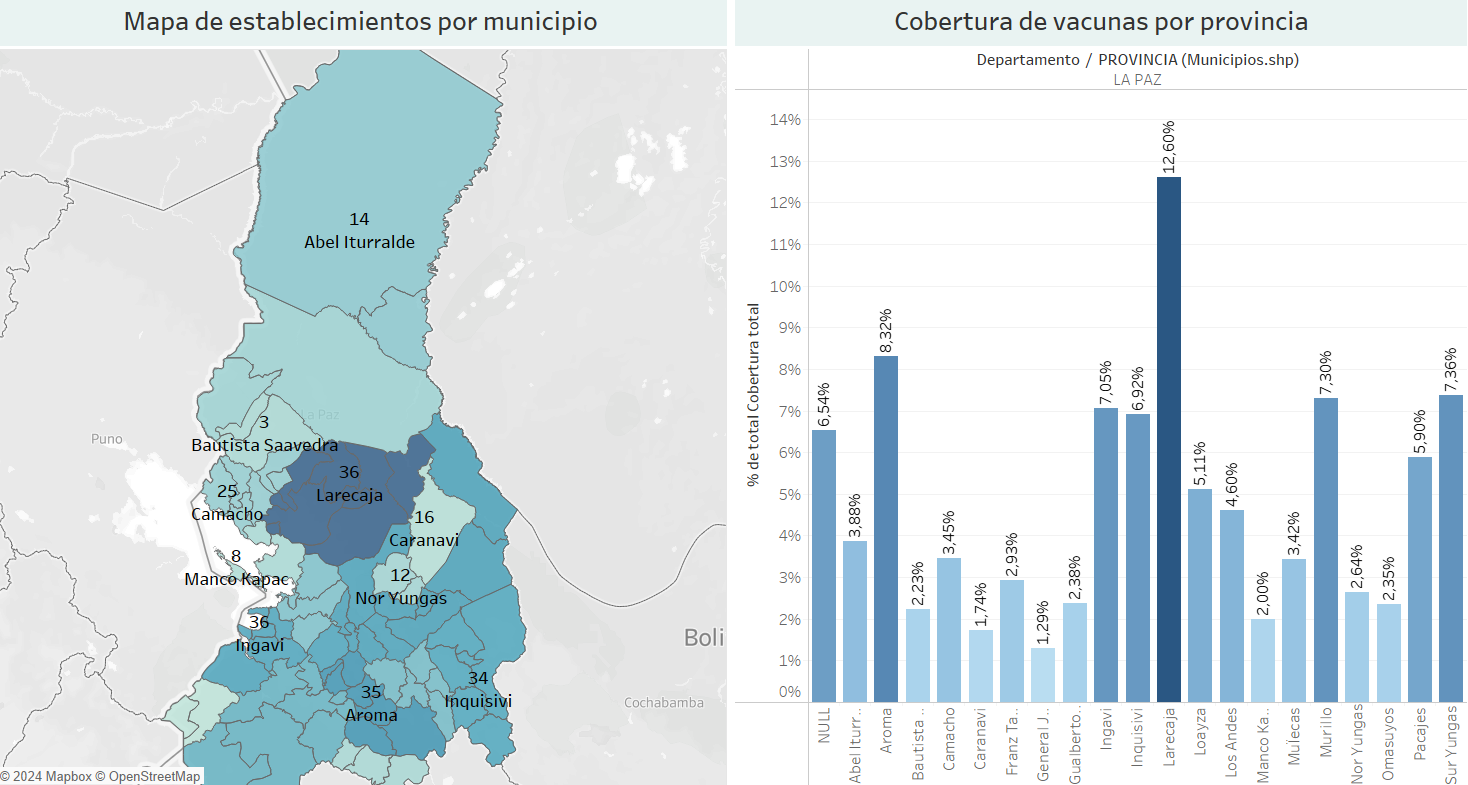 Mapa de establecimientos por municipio
14
Abel Iturralde
La Paz
3
Bautista Saavedra
Puno
36
Larecaja
25
Camacho
16
Caranavi
8
Manco Kapac
12
Nor Yungas
36
Ingavi
Boli
34
Inquisivi
35
Aroma
Cochabamba
© 2024 Mapbox © OpenStreetMap
Cobertura de vacunas por provincia
Departamento / PROVINCIA (Municipios.shp)
LA PAZ
% de total Cobertura total
14%
13%
12%
11%
10%
9%
8%
7%
6%
5%
4%
3%
2%
1%
0%
6,54%
3,88%
8,32%
2,23%
3,45%
1,74%
2,93%
1,29%
2,38%
7,05%
6,92%
12,60%
5,11%
4,60%
2,00%
3,42%
7,30%
2,64%
2,35%
5,90%
7,36%
NULL
Abel Iturr..
Aroma
Bautista ..
Camacho
Caranavi
Franz Ta..
General J..
Gualberto..
Ingavi
Inquisivi
Larecaja
Loayza
Los Andes
Manco Ka..
Muìlecas
Murillo
Nor Yungas
Omasuyos
Pacajes
Sur Yungas